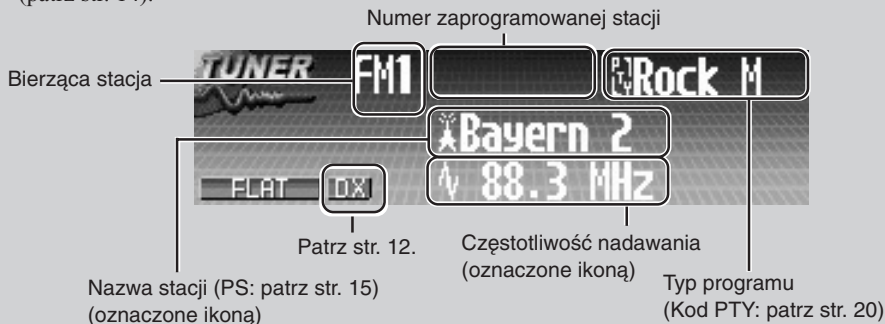 (patrz str. 14).
Numer zaprogramowanej stacji
Bierząca stacja
TUNER
FM1
PTY Rock M
Bayern 2
88.3 MHz
FLAT
DX
Patrz str. 12.
Częstotliwość nadawania
(oznaczone ikoną)
Nazwa stacji (PS: patrz str. 15)
(oznaczone ikoną)
Typ programu
(Kod PTY: patrz str. 20)